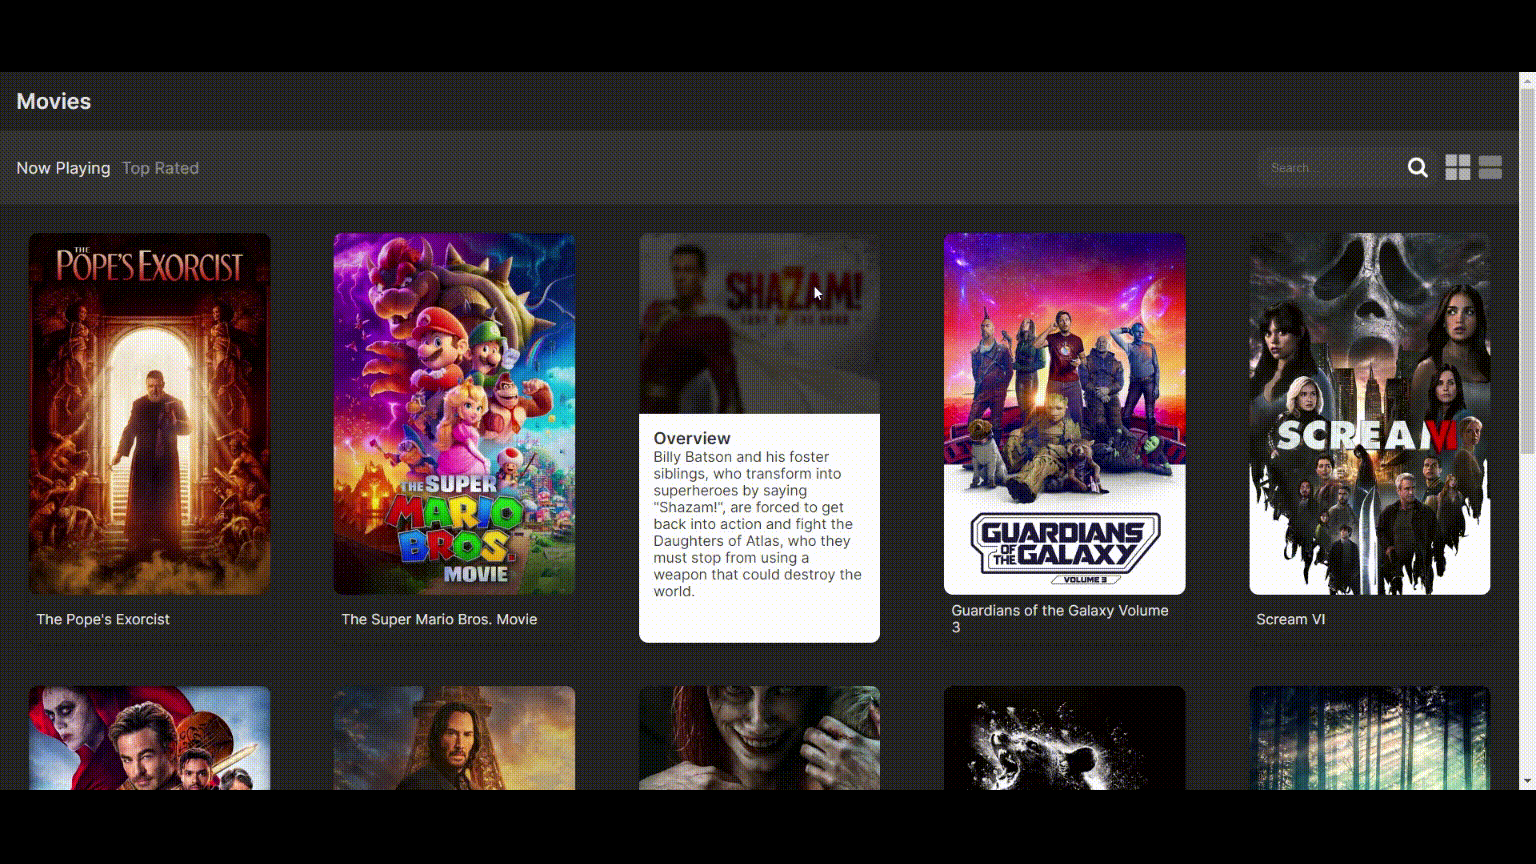 Movies
Now Playing Top Rated
Search...
THE
POPE'S EXORCIST
The Pope's Exorcist
THE SUPER
MARIO
BROS.
MOVIE
The Super Mario Bros. Movie
SHAZAM!
FURY OF THE GODS
Overview
Billy Batson and his foster
siblings, who transform into
superheroes by saying
"Shazam!", are forced to get
back into action and fight the
Daughters of Atlas, who they
must stop from using a
weapon that could destroy the
world.
GUARDIANS
OF THE
GALAXY
VOLUME 3
Guardians of the Galaxy Volume
3
SCREAM VI
Scream VI